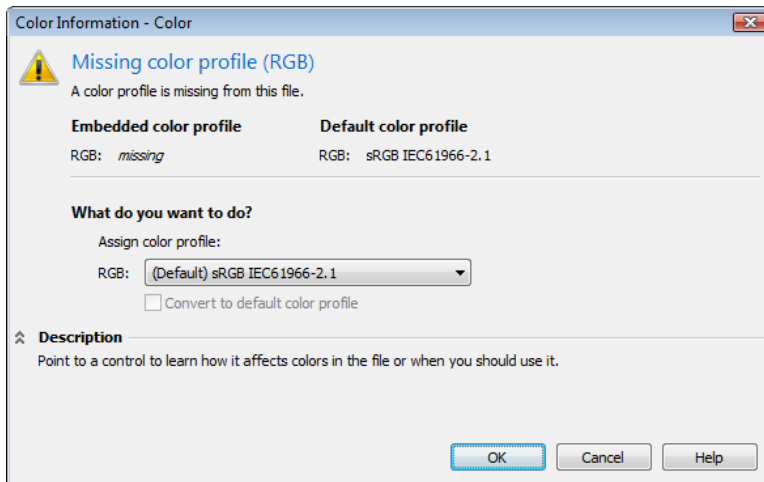 Color Information - Color
Missing color profile (RGB)
A color profile is missing from this file.
Embedded color profile Default color profile
RGB: missing RGB: sRGB IEC61966-2.1
What do you want to do?
Assign color profile:
RGB: (Default) sRGB IEC61966-2.1
Convert to default color profile
Description
Point to a control to learn how it affects colors in the file or when you should use it.
OK Cancel Help